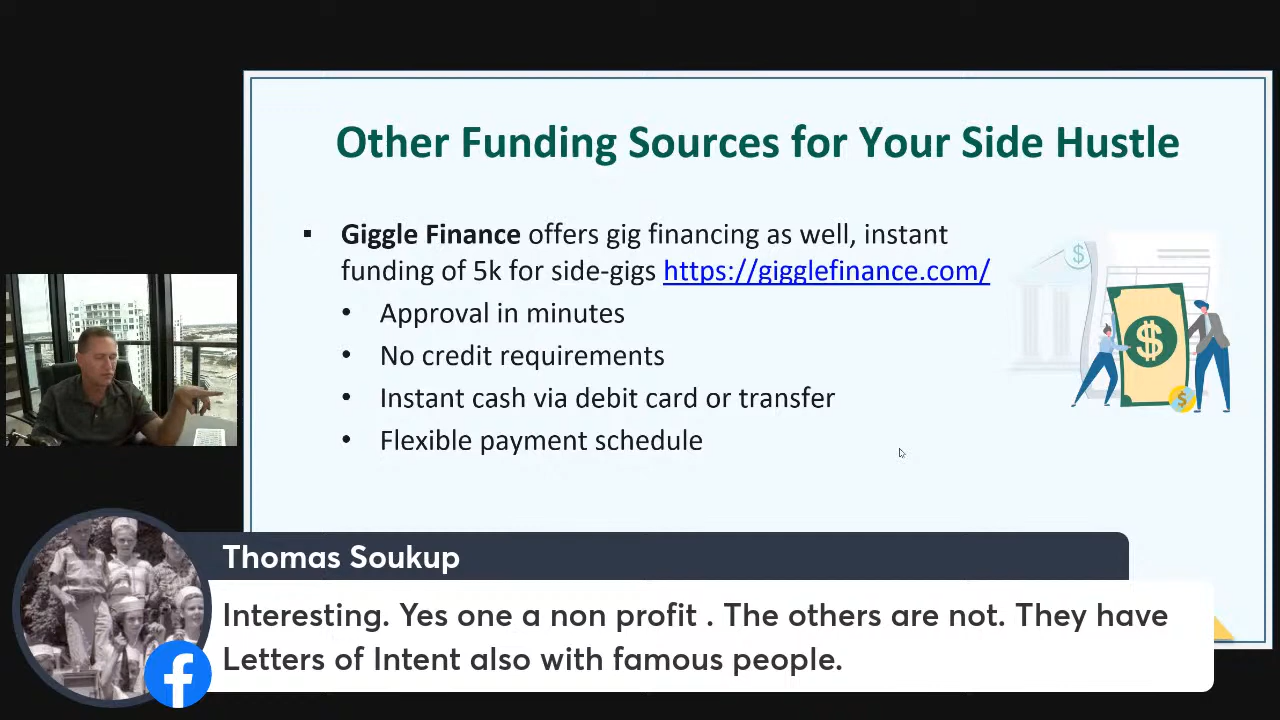 Other Funding Sources for Your Side Hustle
▪ Giggle Finance offers gig financing as well, instant
funding of 5k for side-gigs https://gigglefinance.com/
• Approval in minutes
• No credit requirements
• Instant cash via debit card or transfer
• Flexible payment schedule
$
$
$
Thomas Soukup
Interesting. Yes one a non profit . The others are not. They have
Letters of Intent also with famous people.